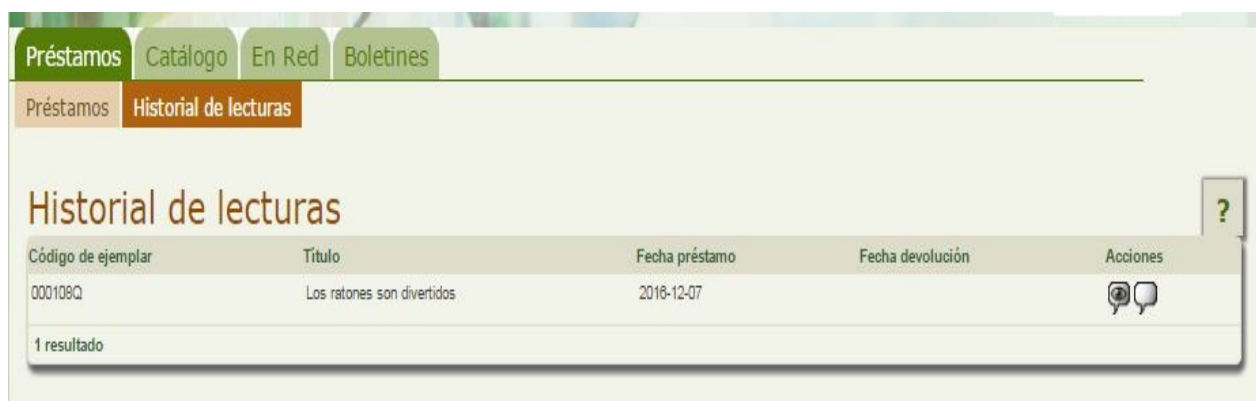 Préstamos Catálogo En Red Boletines
Préstamos Historial de lecturas
Historial de lecturas ?
Código de ejemplar Título Fecha préstamo Fecha devolución Acciones
000108Q Los ratones son divertidos 2016-12-07
1 resultado